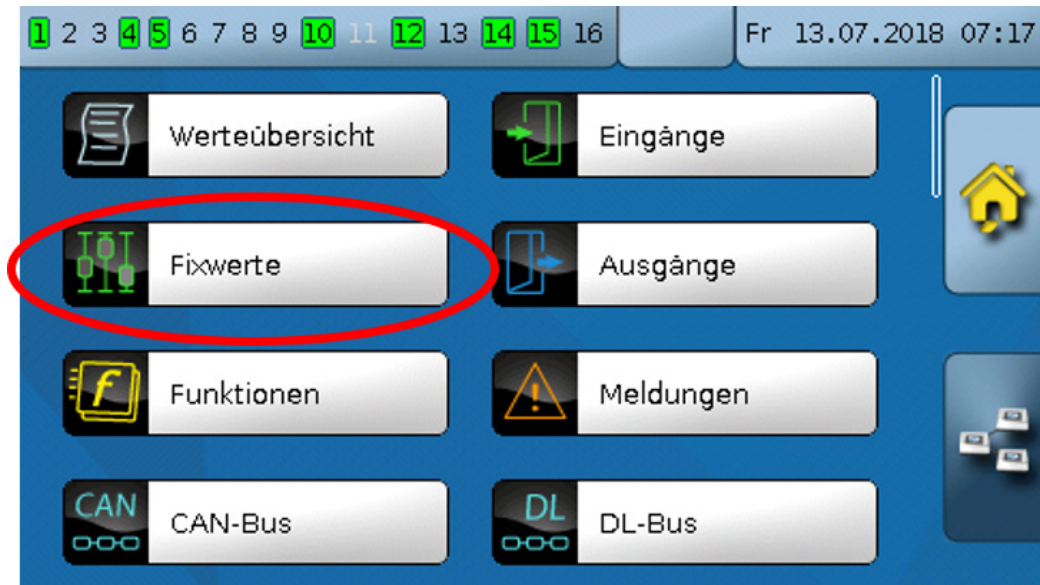 1 2 3 4 5 6 7 8 9 10 11 12 13 14 15 16 Fr 13.07.2018 07:17
Werteübersicht
Eingänge
Fixwerte
Ausgänge
f Funktionen
Meldungen
CAN CAN-Bus
DL DL-Bus